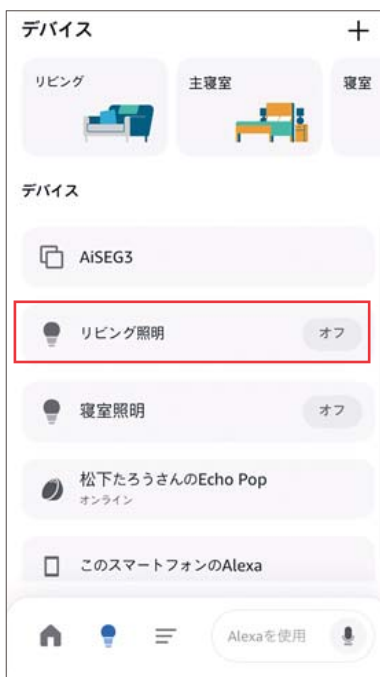 デバイス
リビング
主寝室
寝室
デバイス
AiSEG3
リビング照明
オフ
寝室照明
オフ
松下たろうさんのEcho Pop
オンライン
このスマートフォンのAlexa
Alexaを使用